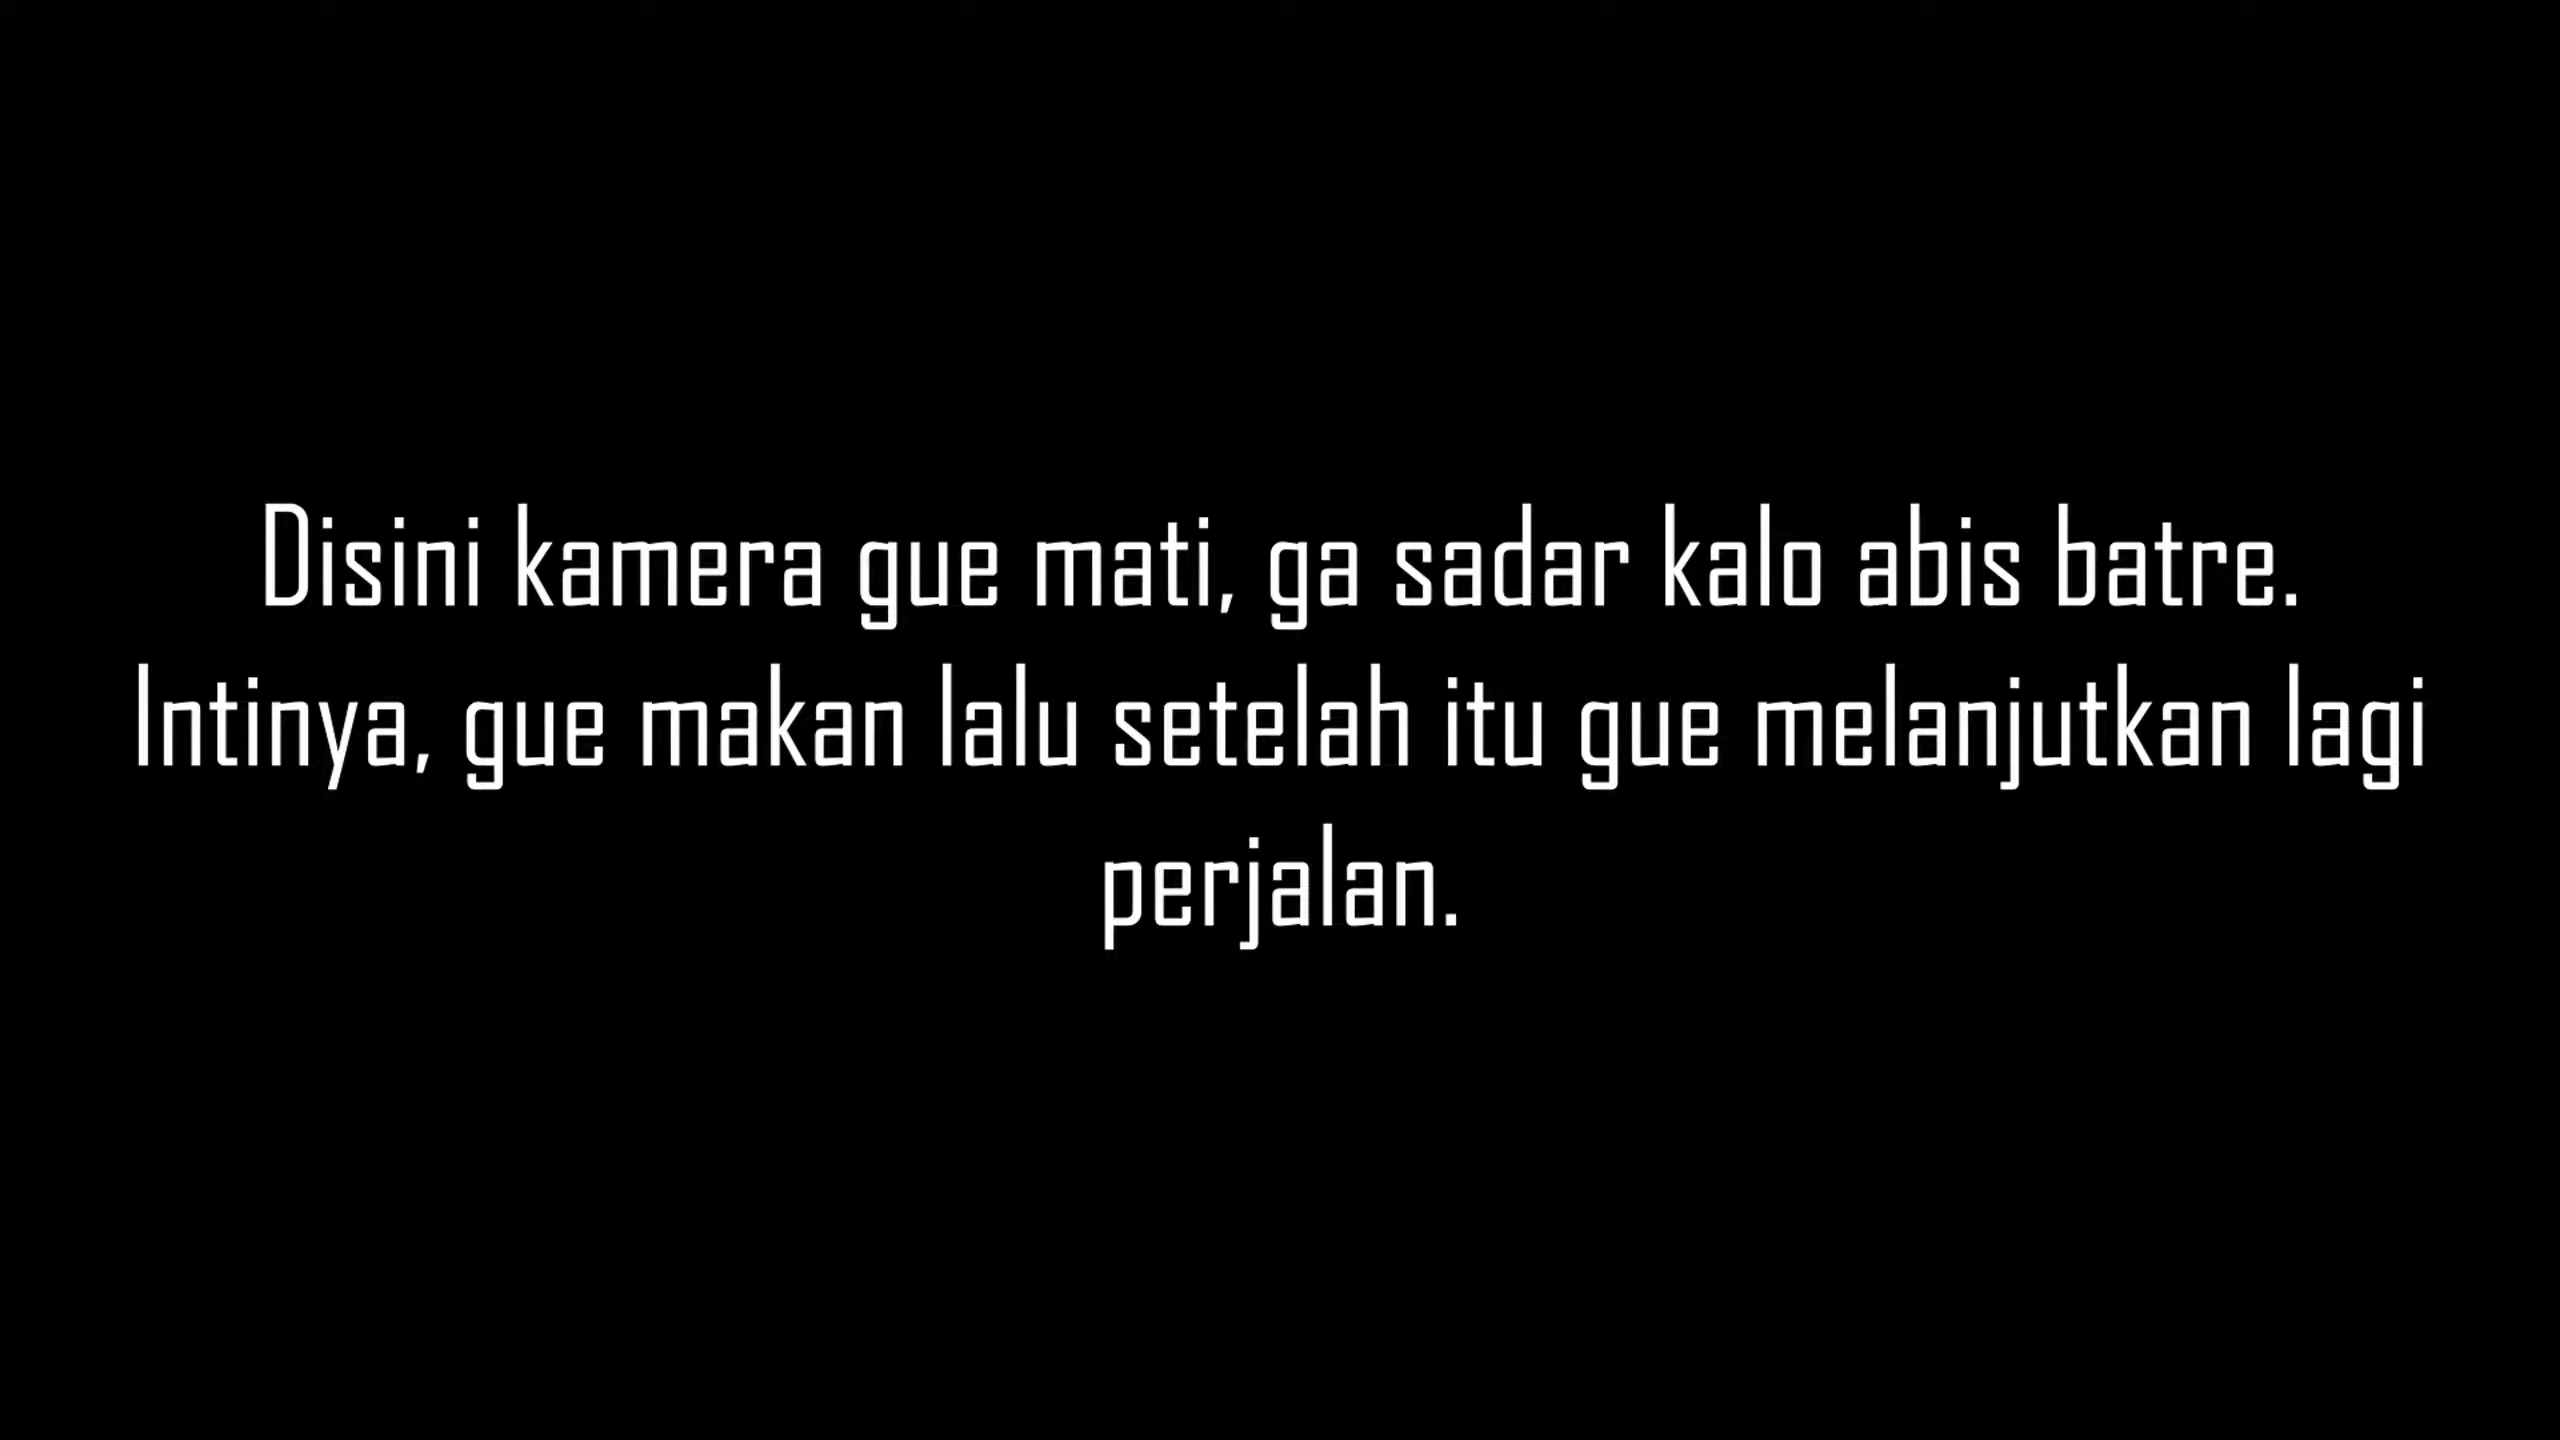 Disini kamera gue mati, ga sadar kalo abis batre.
Intinya, gue makan lalu setelah itu gue melanjutkan lagi
perjalan.